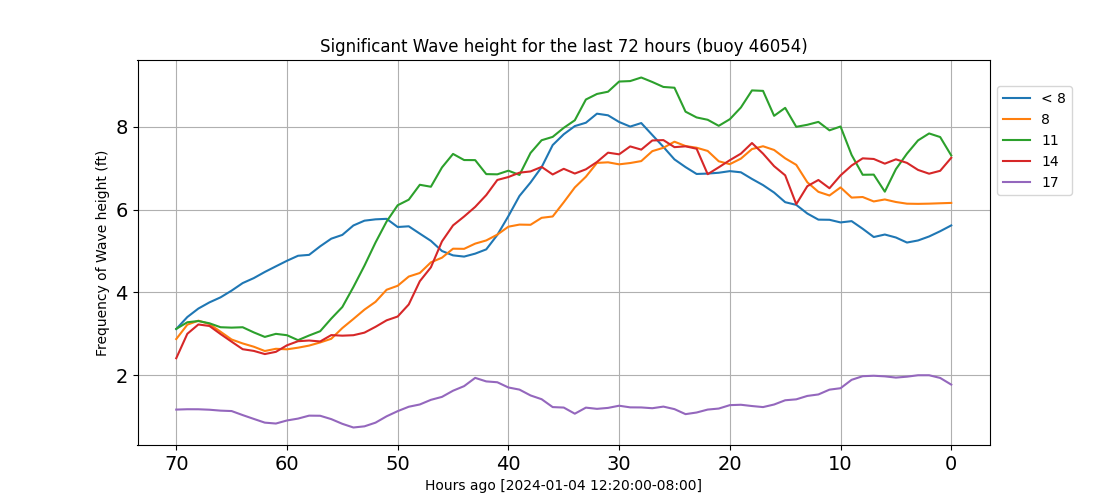 Significant Wave height for the last 72 hours (buoy 46054)
Frequency of Wave height (ft)
8
6
4
2
70 60 50 40 30 20 10 0
Hours ago [2024-01-04 12:20:00-08:00]
< 8
8
11
14
17